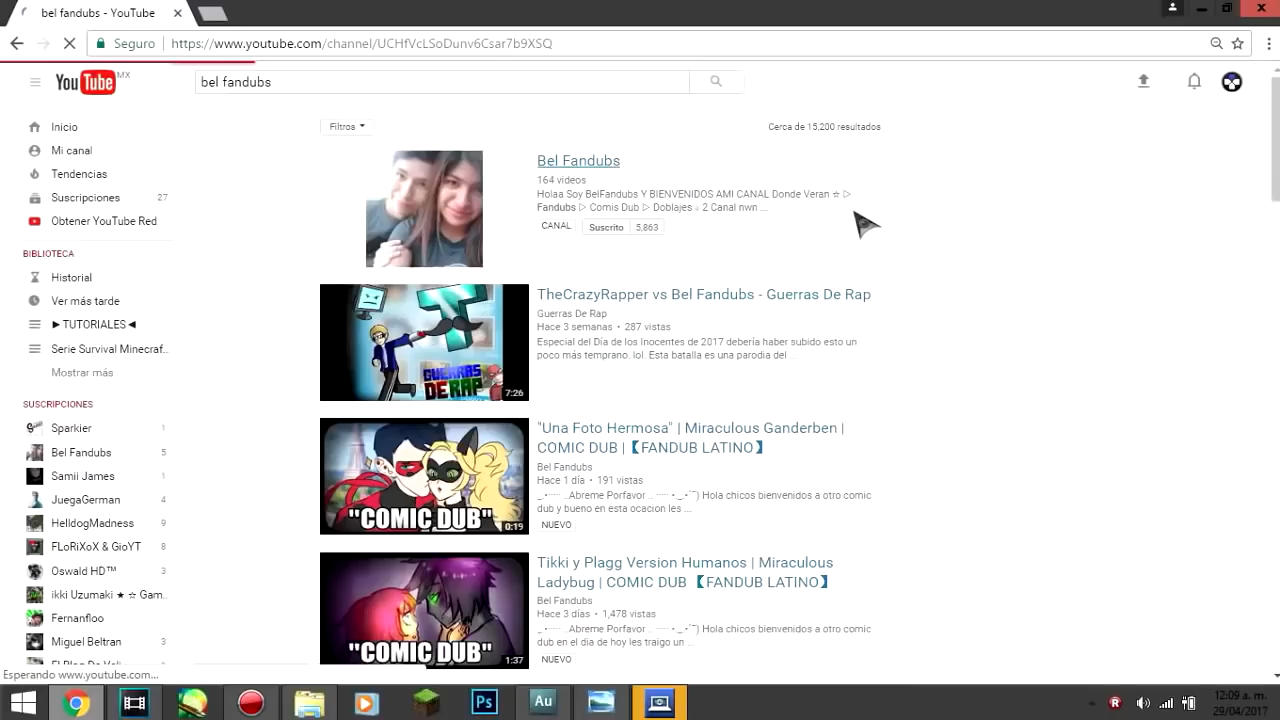 bel fandubs - YouTube
Seguro
https://www.youtube.com/channel/UCHfVcLSoDunv6Csar7b9XSQ
YouTube MX
bel fandubs
Filtros
Cerca de 15,200 resultados
Inicio
Mi canal
Tendencias
Suscripciones 27
Obtener YouTube Red
BIBLIOTECA
Historial
Ver más tarde
►TUTORIALES◄
Serie Survival Minecraf...
Mostrar más
SUSCRIPCIONES
Sparkier 1
Bel Fandubs 5
Samii James 1
JuegaGerman 4
HelldogMadness 9
FLoRiXoX & GioYT 8
Oswald HD™ 3
ikki Uzumaki ★ ☆ Gam..
Fernanfloo
Miguel Beltran 3
Bel Fandubs
164 videos
Holaa Soy BelFandubs Y BIENVENIDOS AMI CANAL Donde Veran ☆ ▷
Fandubs ▷ Comis Dub ▷ Doblajes ◦ 2 Canal nwn ...
CANAL Suscrito 5,863
TheCrazyRapper vs Bel Fandubs - Guerras De Rap
Guerras De Rap
Hace 3 semanas • 287 vistas
Especial del Día de los Inocentes de 2017 debería haber subido esto un
poco más temprano. lol. Esta batalla es una parodia del
GUERRAS
DE RAP
7:26
"Una Foto Hermosa" | Miraculous Ganderben |
COMIC DUB |【FANDUB LATINO】
Bel Fandubs
Hace 1 día • 191 vistas
..Abreme Porfavor .. Hola chicos bienvenidos a otro comic
dub y bueno en esta ocacion les ...
NUEVO
"COMIC DUB"
0:19
Tikki y Plagg Version Humanos | Miraculous
Ladybug | COMIC DUB【FANDUB LATINO】
Bel Fandubs
Hace 3 días • 1,478 vistas
..Abreme Porfavor .. Hola chicos bienvenidos a otro comic
dub en el día de hoy les traigo un
NUEVO
"COMIC DUB"
1:37
Esperando www.youtube.com...
Ps
Au
R
12:09 a. m.
29/04/2017